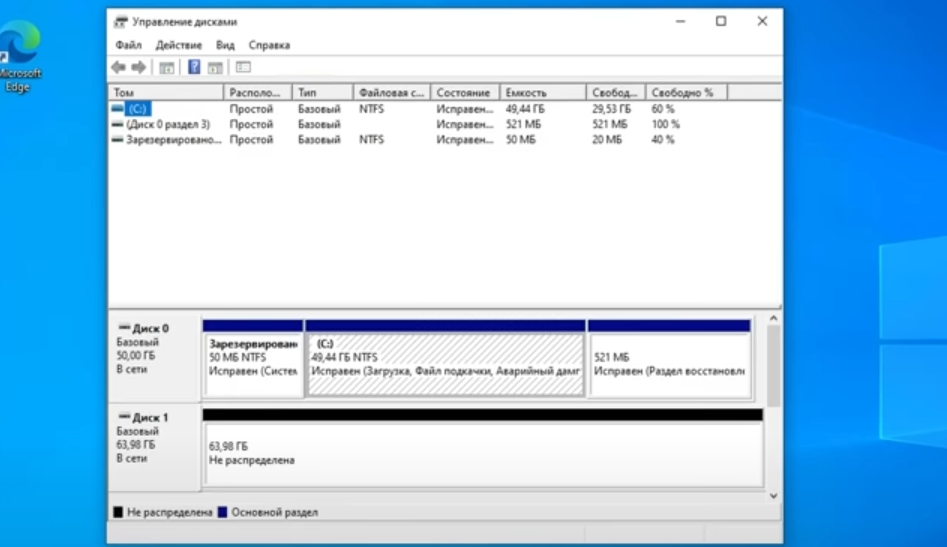 Управление дисками
Файл Действие Вид Справка
Microsoft
Edge
Том Располо... Тип Файловая с... Состояние Емкость Свобод... Свободно %
(C:) Простой Базовый NTFS Исправен... 49,44 ГБ 29,53 ГБ 60 %
(Диск 0 раздел 3) Простой Базовый Исправен... 521 МБ 521 МБ 100 %
Зарезервировано... Простой Базовый NTFS Исправен... 50 МБ 20 МБ 40 %
Диск 0
Базовый
50,00 ГБ
В сети
Зарезервирован
50 МБ NTFS
Исправен (Систем
(C:)
49,44 ГБ NTFS
Исправен (Загрузка, Файл подкачки, Аварийный дамп
521 МБ
Исправен (Раздел восстановле
Диск 1
Базовый
63,98 ГБ
В сети
63,98 ГБ
Не распределена
Не распределена Основной раздел